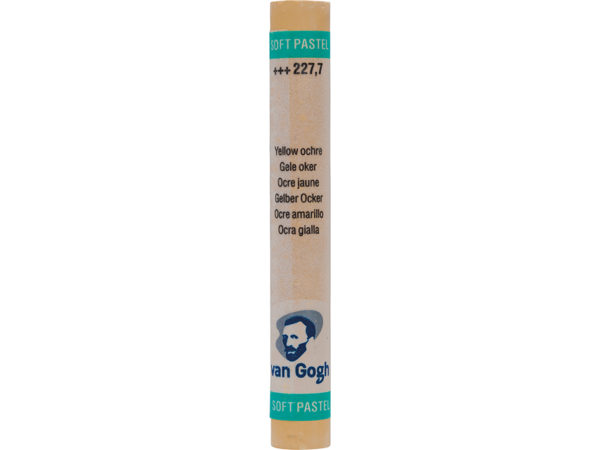 SOFT PASTEL
+++ 227,7
Yellow ochre
Gele oker
Ocre jaune
Gelber Ocker
Ocre amarillo
Ocra gialla
van Gogh
SOFT PASTEL